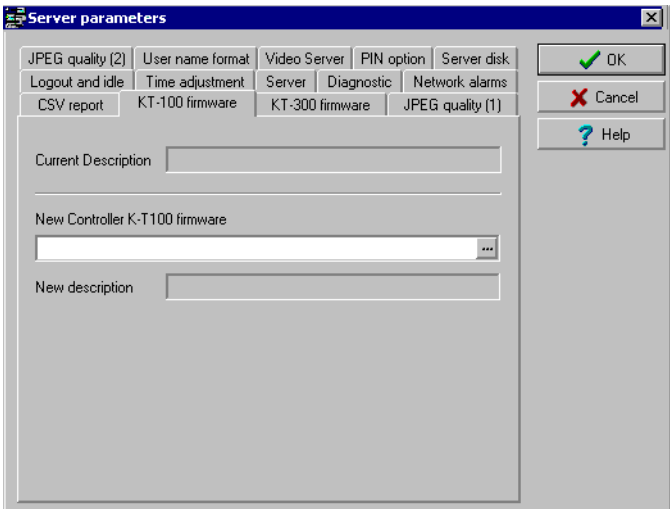 Server parameters
JPEG quality (2) User name format Video Server PIN option Server disk
Logout and idle Time adjustment Server Diagnostic Network alarms
CSV report KT-100 firmware KT-300 firmware JPEG quality (1)
OK
Cancel
Help
Current Description
New Controller K-T100 firmware
...
New description